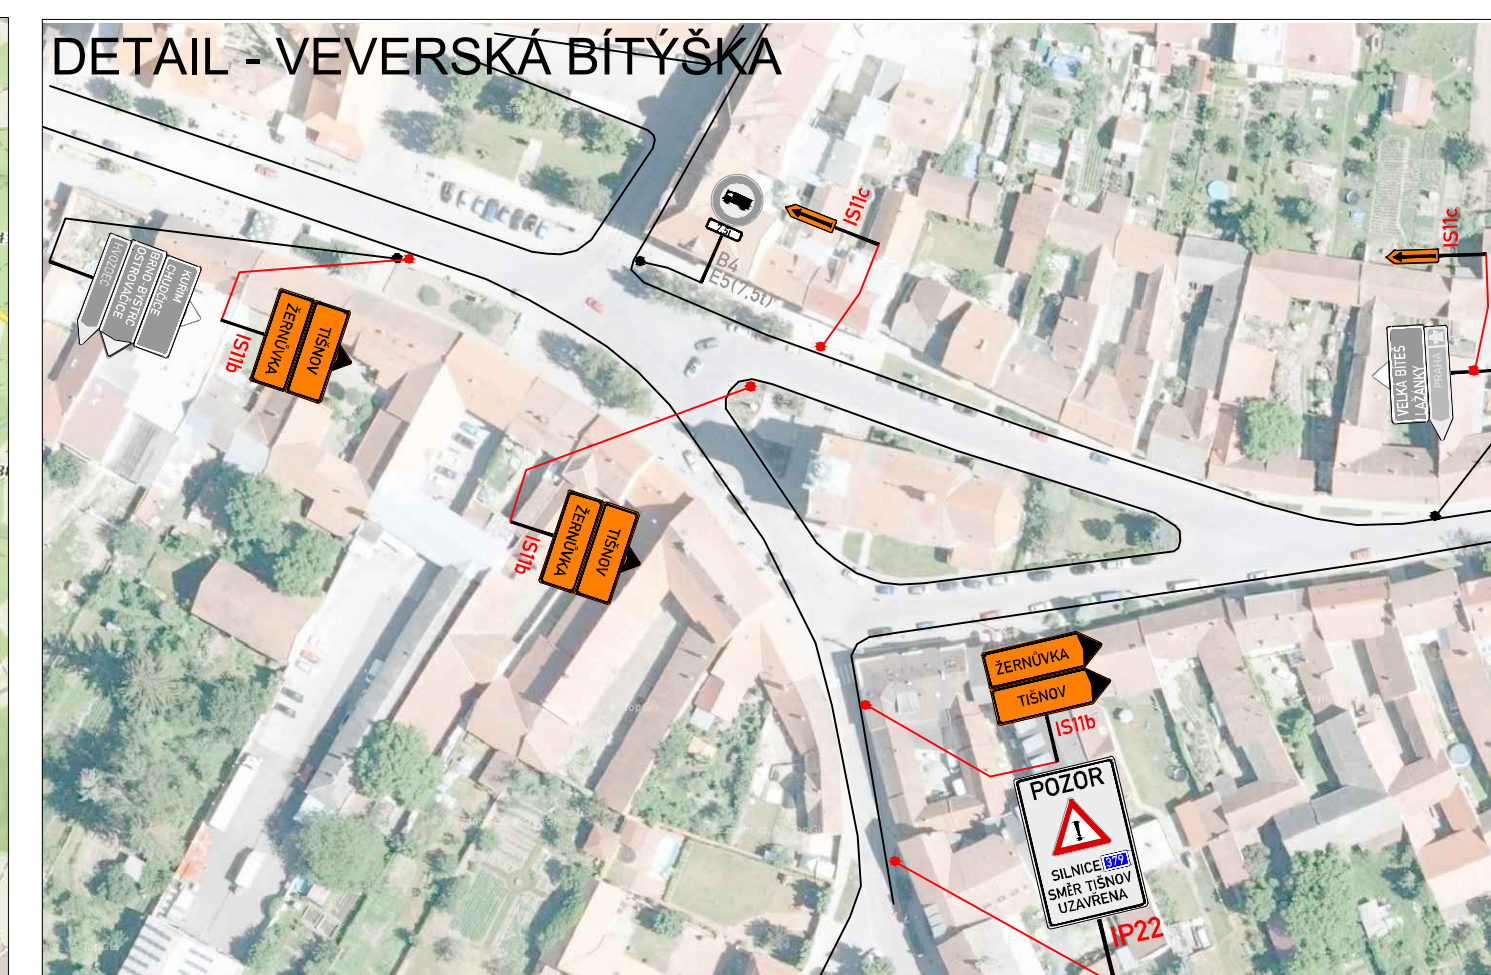 DETAIL - VEVERSKÁ BÍTÝŠKA
7,5t
B4
E5(7,5t)
IS11c
IS11c
HVOZDEC
OSTROVAČICE
BRNO-BYSTRC
CHUDČICE
KUŘIM
TIŠNOV
ŽERNŮVKA
IS11b
VELKÁ BÍTEŠ
LAŽÁNKY
PRAHA
TIŠNOV
ŽERNŮVKA
IS11b
ŽERNŮVKA
TIŠNOV
IS11b
POZOR
SILNICE 379
SMĚR TIŠNOV
UZAVŘENA
IP22